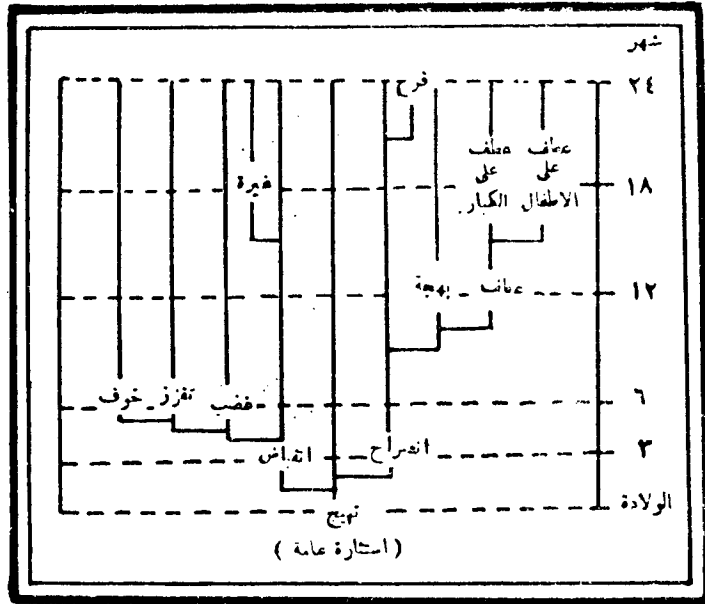 شهر
٢٤
فرح
عطف على الاطفال
عطف على الكبار
١٨
غيرة
١٢
عطف
بهجة
٦
غضب
تقزز
خوف
٣
انشراح
انقباض
الولادة
تهيج
( استثارة عامة )